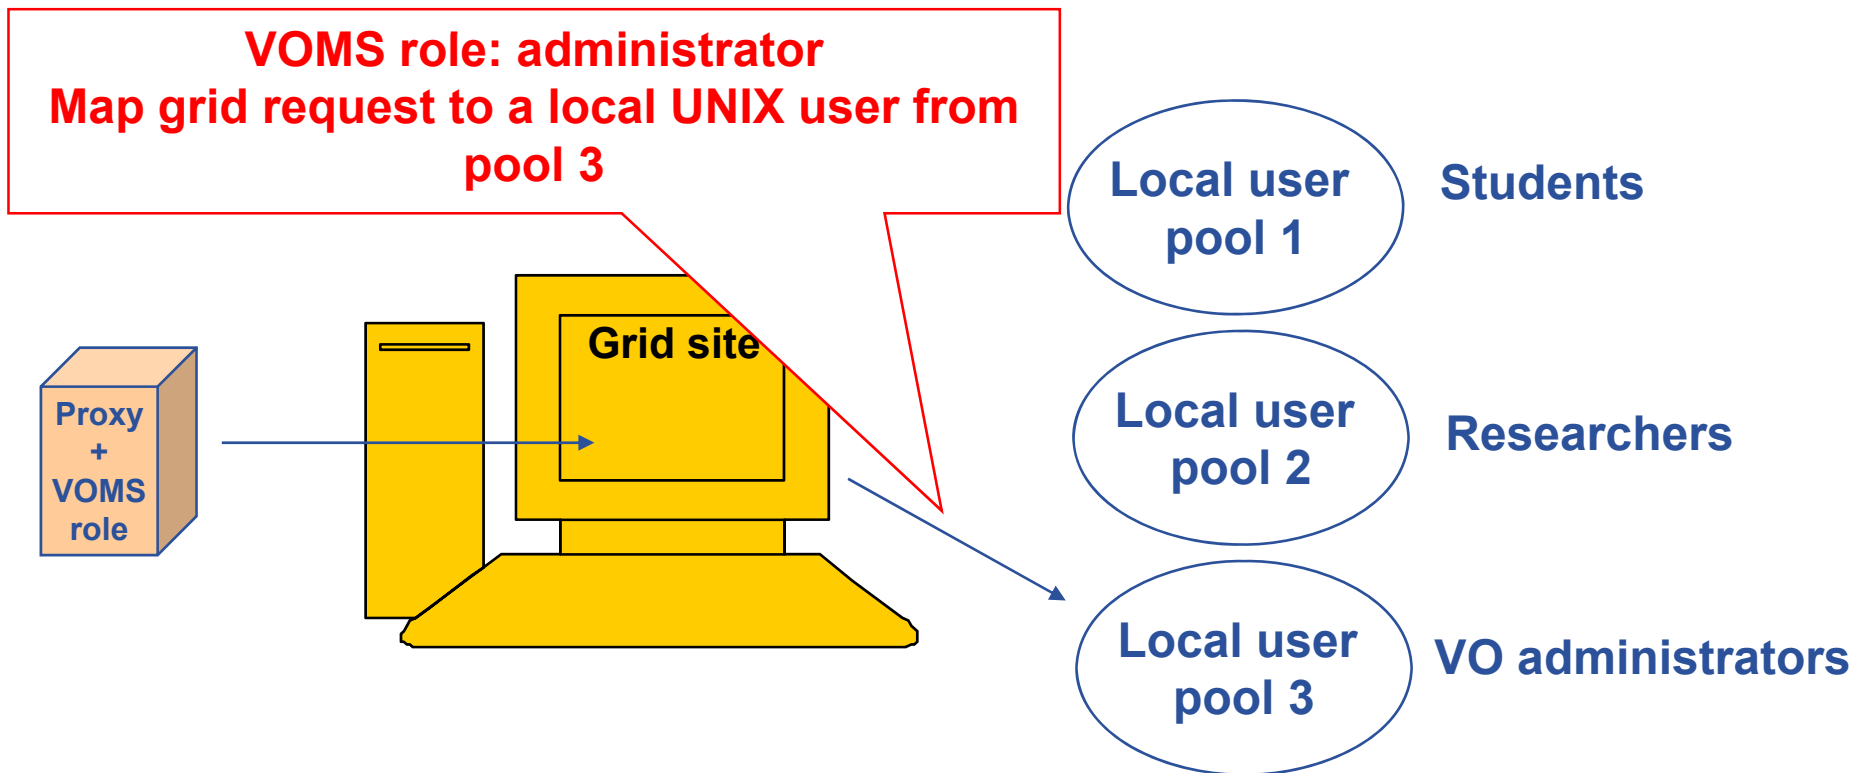 VOMS role: administrator
Map grid request to a local UNIX user from
pool 3
Local user
pool 1
Students
Grid site
Proxy
+
VOMS
role
Local user
pool 2
Researchers
Local user
pool 3
VO administrators